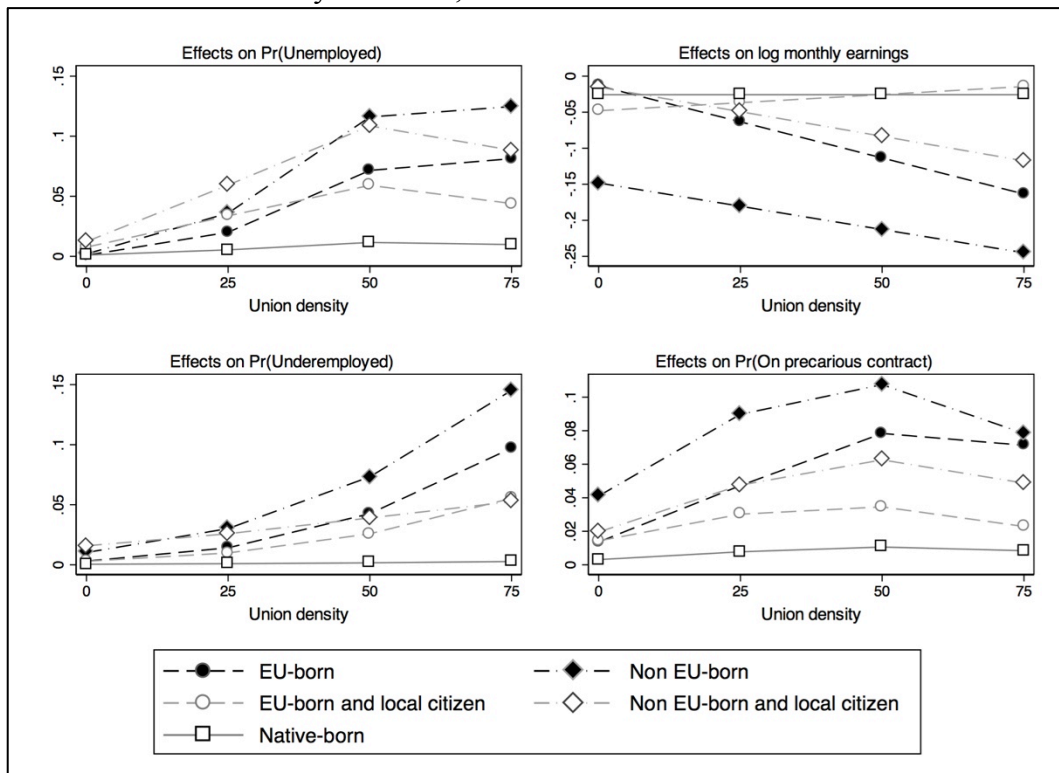 Effects on Pr(Unemployed)
.15
.1
.05
0
0 25 50 75
Union density
Effects on log monthly earnings
0
-.05
-.1
-.15
-.2
-.25
0 25 50 75
Union density
Effects on Pr(Underemployed)
.15
.1
.05
0
0 25 50 75
Union density
Effects on Pr(On precarious contract)
.1
.08
.06
.04
.02
0
0 25 50 75
Union density
EU-born
Non EU-born
EU-born and local citizen
Non EU-born and local citizen
Native-born